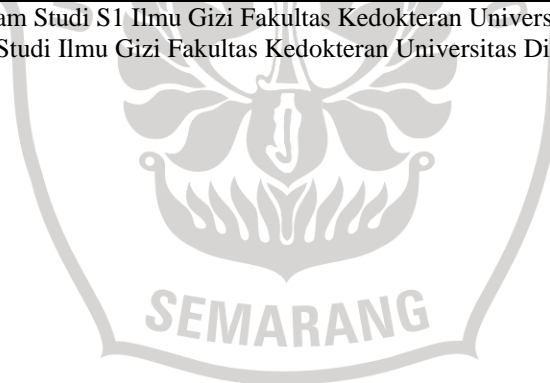 am Studi S1 Ilmu Gizi Fakultas Kedokteran Univers
Studi Ilmu Gizi Fakultas Kedokteran Universitas Di
SEMARANG